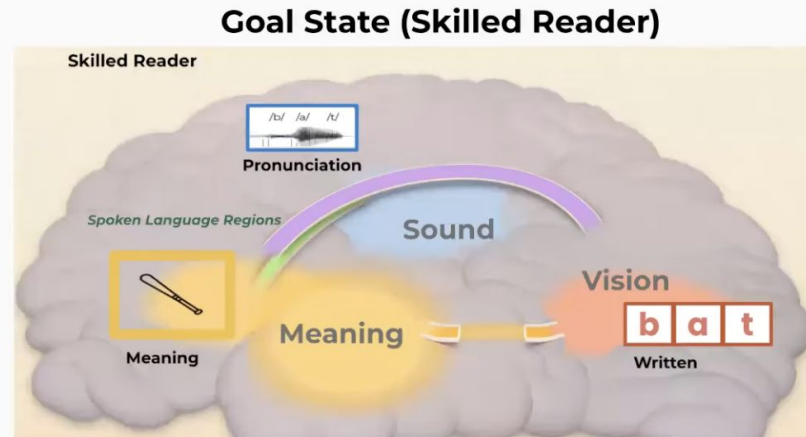 Goal State (Skilled Reader)
Skilled Reader
/b/ /a/ /t/
Pronunciation
Spoken Language Regions
Sound
Vision
b a t
Meaning
Meaning
Written